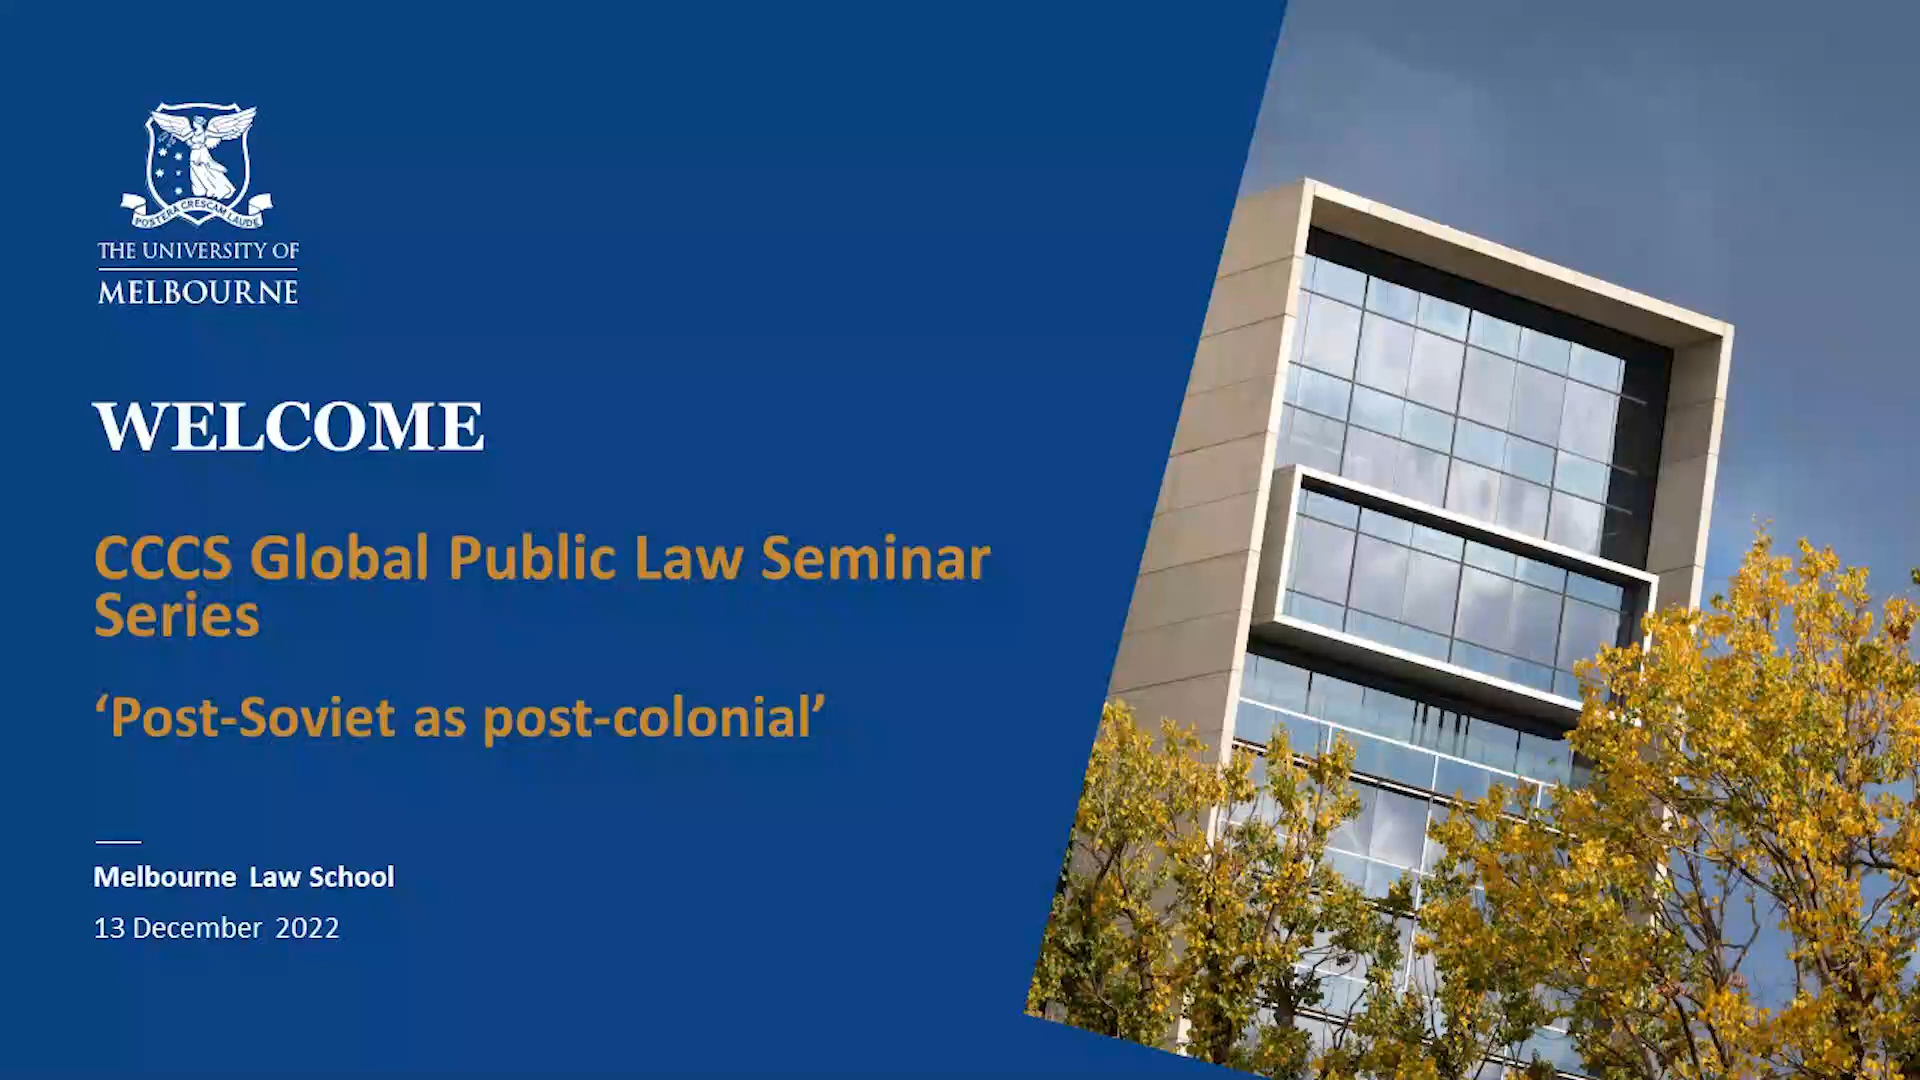 POSTERA CRESCAM LAUDE
THE UNIVERSITY OF
MELBOURNE
WELCOME
CCCS Global Public Law Seminar
Series
‘Post-Soviet as post-colonial’
Melbourne Law School
13 December 2022